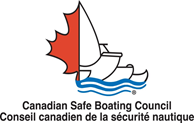 ®
Canadian Safe Boating Council
Conseil canadien de la sécurité nautique